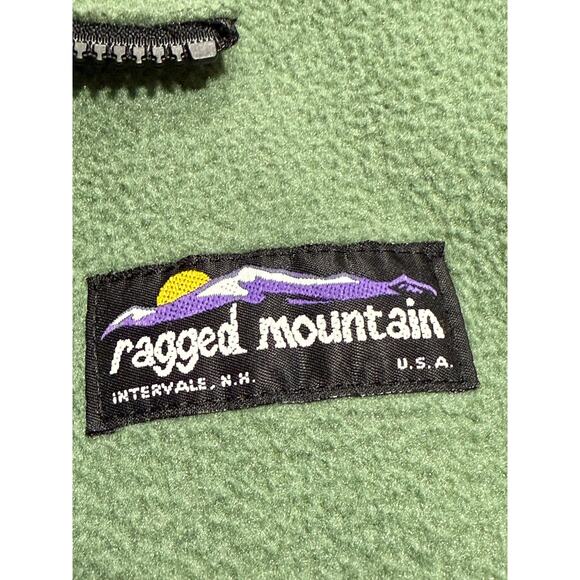 ragged mountain
INTERVALE, N.H. U.S.A.